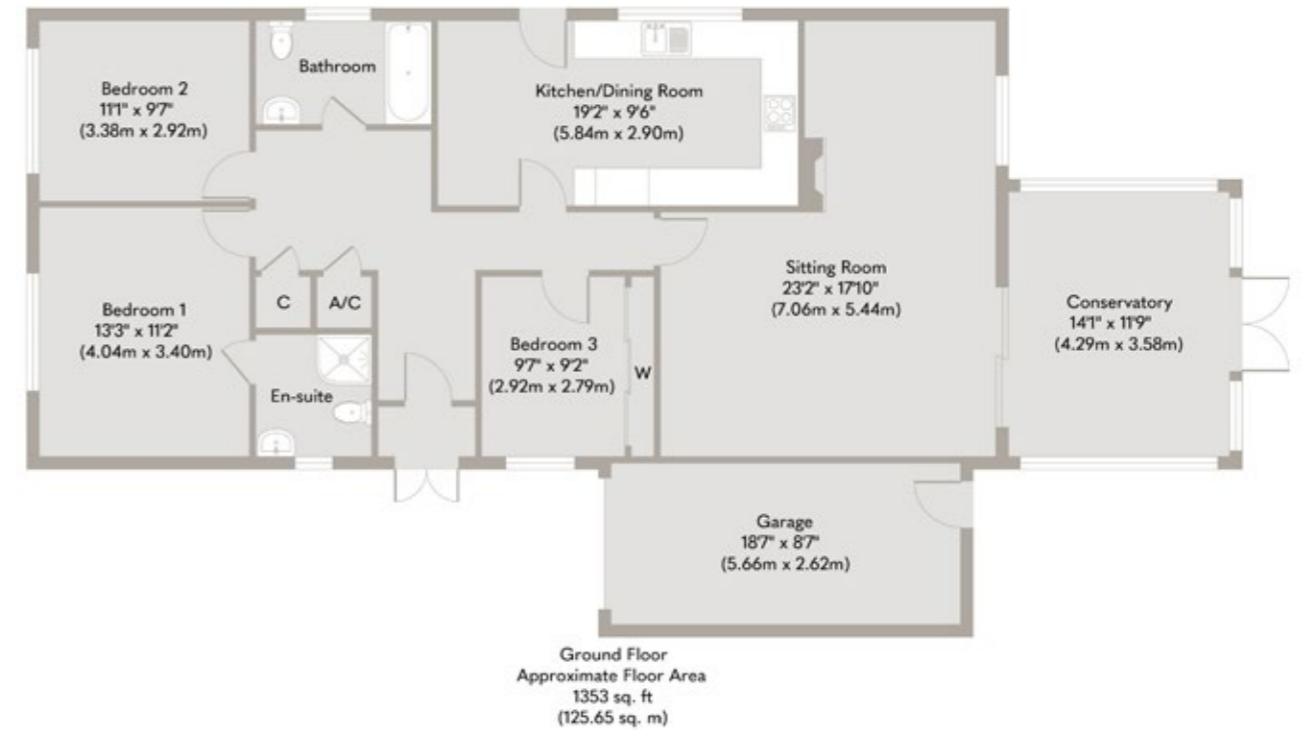 Bedroom 2
11'1" x 9'7"
(3.38m x 2.92m)
Bathroom
Kitchen/Dining Room
19'2" x 9'6"
(5.84m x 2.90m)
Bedroom 1
13'3" x 11'2"
(4.04m x 3.40m)
C
A/C
En-suite
Bedroom 3
9'7" x 9'2"
(2.92m x 2.79m)
W
Sitting Room
23'2" x 17'10"
(7.06m x 5.44m)
Conservatory
14'1" x 11'9"
(4.29m x 3.58m)
Garage
18'7" x 8'7"
(5.66m x 2.62m)
Ground Floor
Approximate Floor Area
1353 sq. ft
(125.65 sq. m)